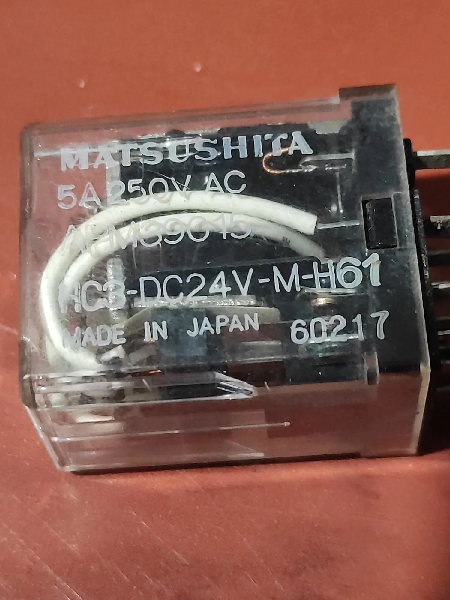 MATSUSHITA
5A 250V AC
HC3-DC24V-M-H61
MADE IN JAPAN 60217